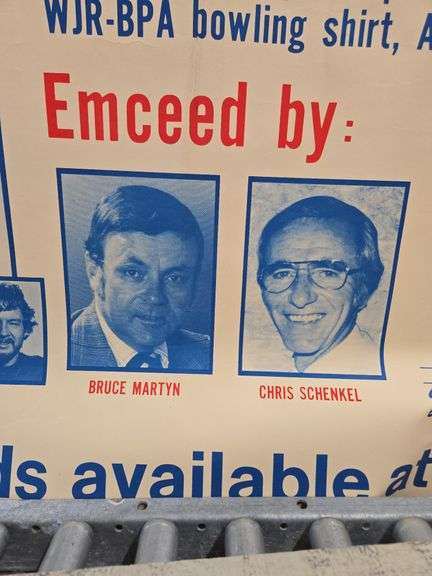 WJR-BPA bowling shirt, A
Emceed by:
BRUCE MARTYN
CHRIS SCHENKEL
ds available at